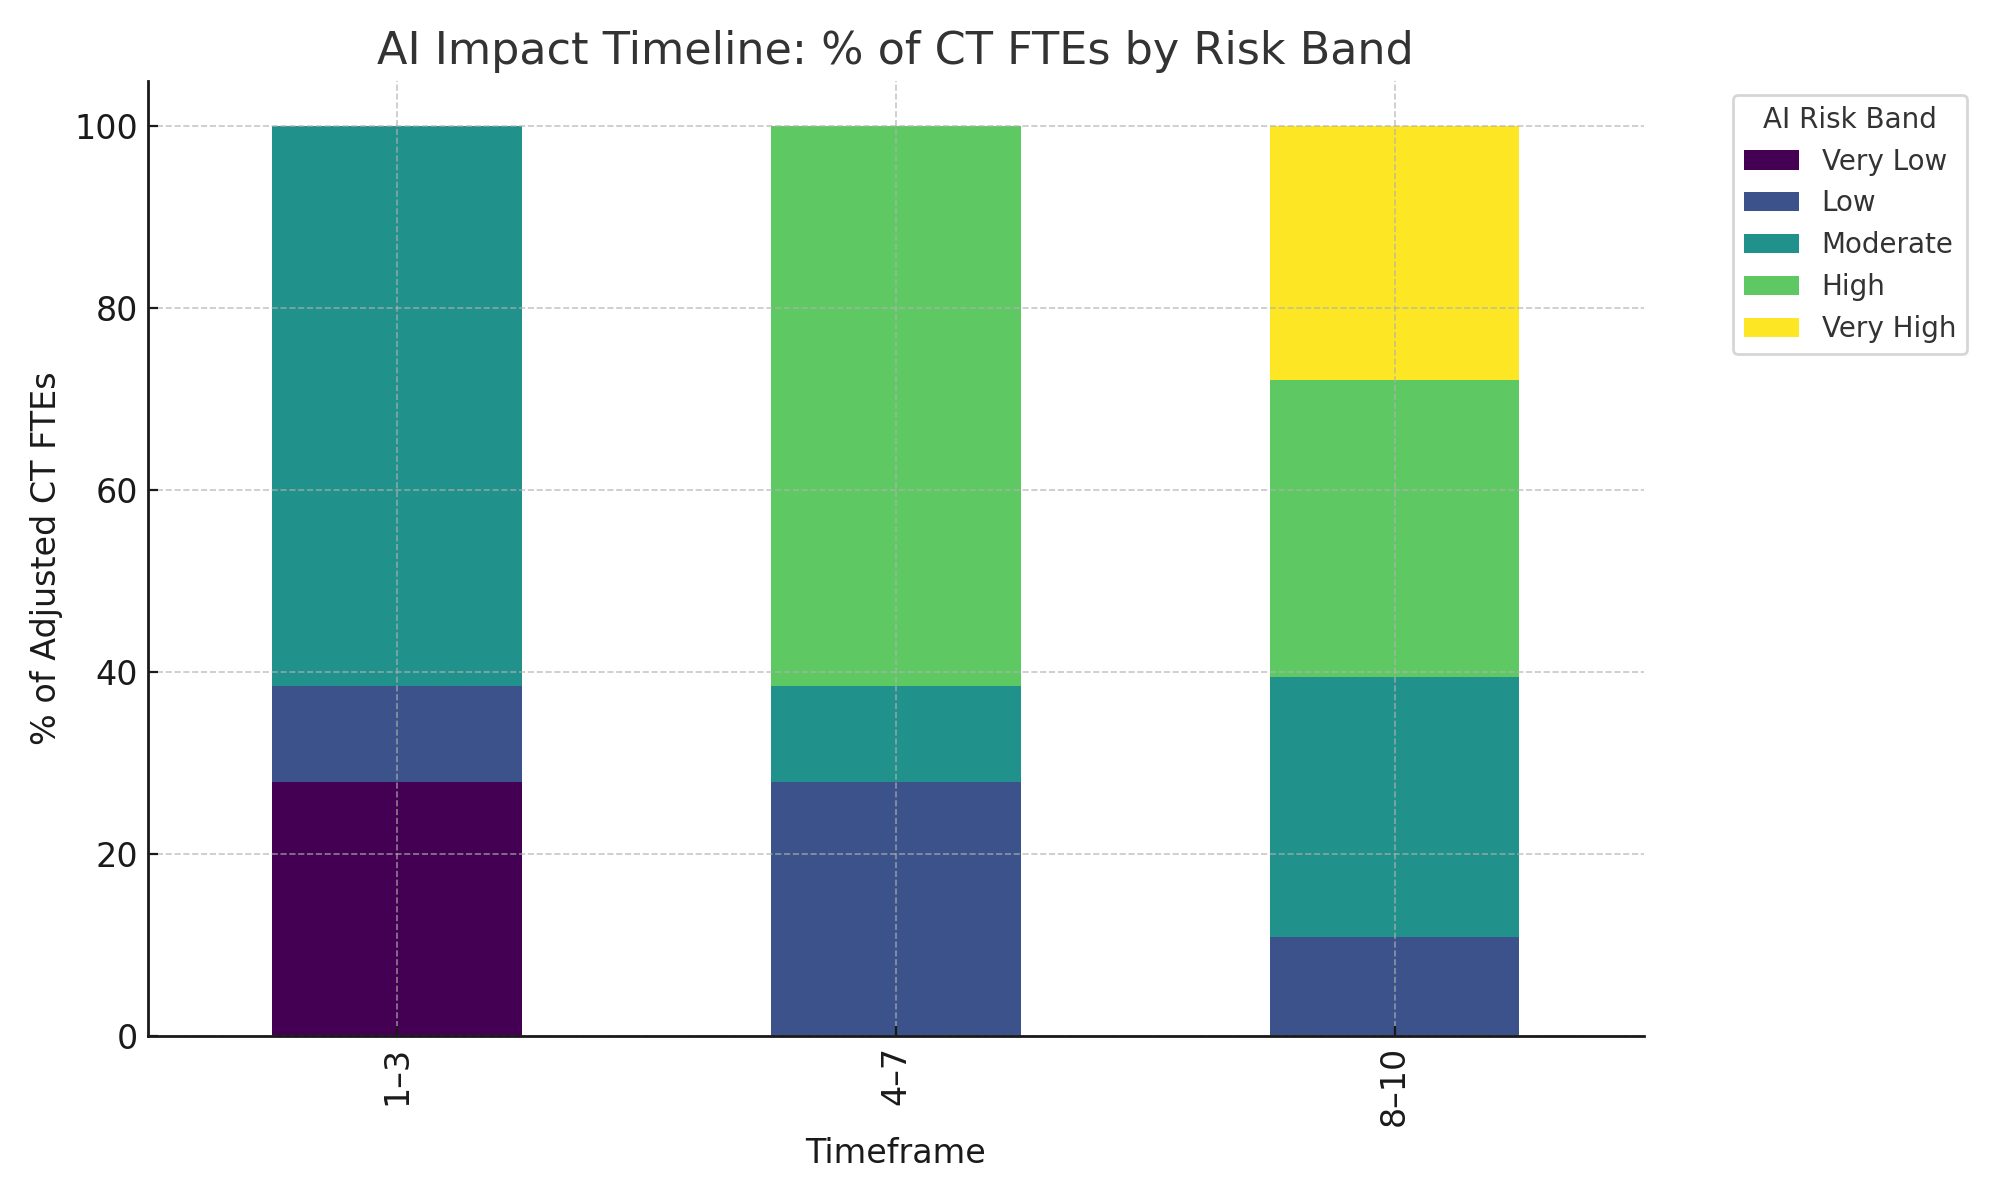 AI Impact Timeline: % of CT FTEs by Risk Band
% of Adjusted CT FTEs
100
80
60
40
20
0
1–3
4–7
8–10
Timeframe
AI Risk Band
Very Low
Low
Moderate
High
Very High